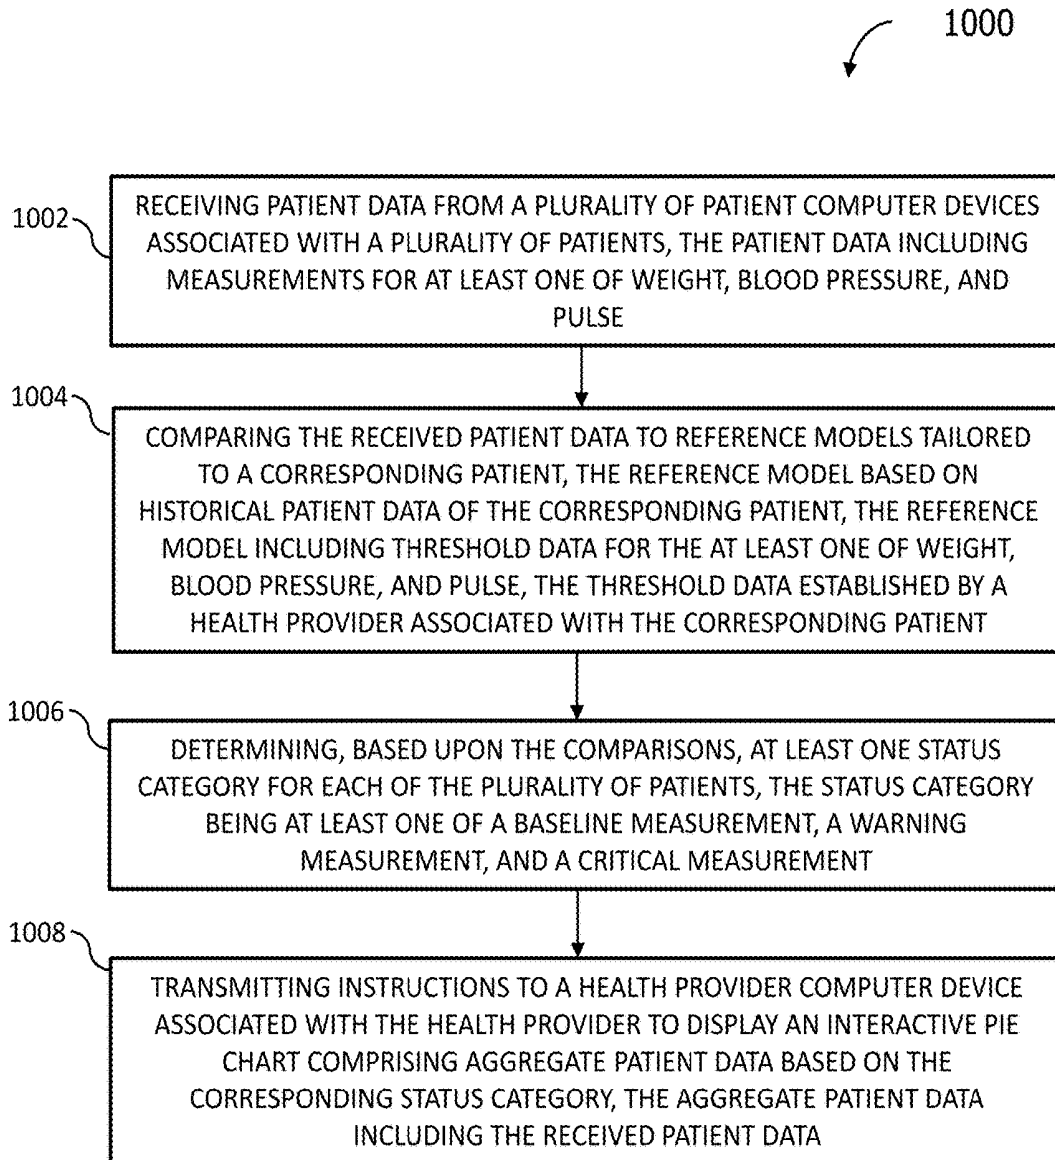 1000
1002
RECEIVING PATIENT DATA FROM A PLURALITY OF PATIENT COMPUTER DEVICES
ASSOCIATED WITH A PLURALITY OF PATIENTS, THE PATIENT DATA INCLUDING
MEASUREMENTS FOR AT LEAST ONE OF WEIGHT, BLOOD PRESSURE, AND
PULSE
1004
COMPARING THE RECEIVED PATIENT DATA TO REFERENCE MODELS TAILORED
TO A CORRESPONDING PATIENT, THE REFERENCE MODEL BASED ON
HISTORICAL PATIENT DATA OF THE CORRESPONDING PATIENT, THE REFERENCE
MODEL INCLUDING THRESHOLD DATA FOR THE AT LEAST ONE OF WEIGHT,
BLOOD PRESSURE, AND PULSE, THE THRESHOLD DATA ESTABLISHED BY A
HEALTH PROVIDER ASSOCIATED WITH THE CORRESPONDING PATIENT
1006
DETERMINING, BASED UPON THE COMPARISONS, AT LEAST ONE STATUS
CATEGORY FOR EACH OF THE PLURALITY OF PATIENTS, THE STATUS CATEGORY
BEING AT LEAST ONE OF A BASELINE MEASUREMENT, A WARNING
MEASUREMENT, AND A CRITICAL MEASUREMENT
1008
TRANSMITTING INSTRUCTIONS TO A HEALTH PROVIDER COMPUTER DEVICE
ASSOCIATED WITH THE HEALTH PROVIDER TO DISPLAY AN INTERACTIVE PIE
CHART COMPRISING AGGREGATE PATIENT DATA BASED ON THE
CORRESPONDING STATUS CATEGORY, THE AGGREGATE PATIENT DATA
INCLUDING THE RECEIVED PATIENT DATA